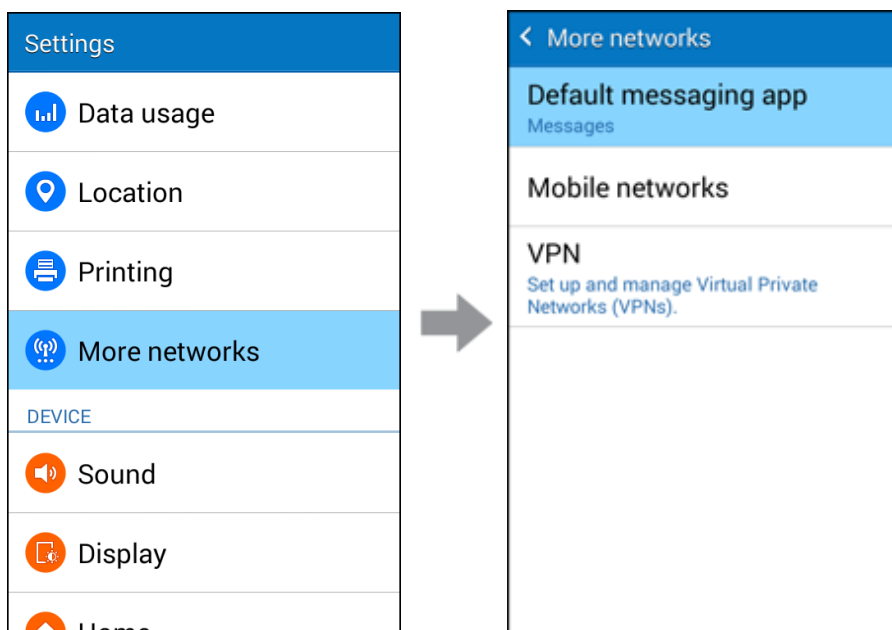 Settings
Data usage
Location
Printing
More networks
DEVICE
Sound
Display
Home
More networks
Default messaging app
Messages
Mobile networks
VPN
Set up and manage Virtual Private
Networks (VPNs).